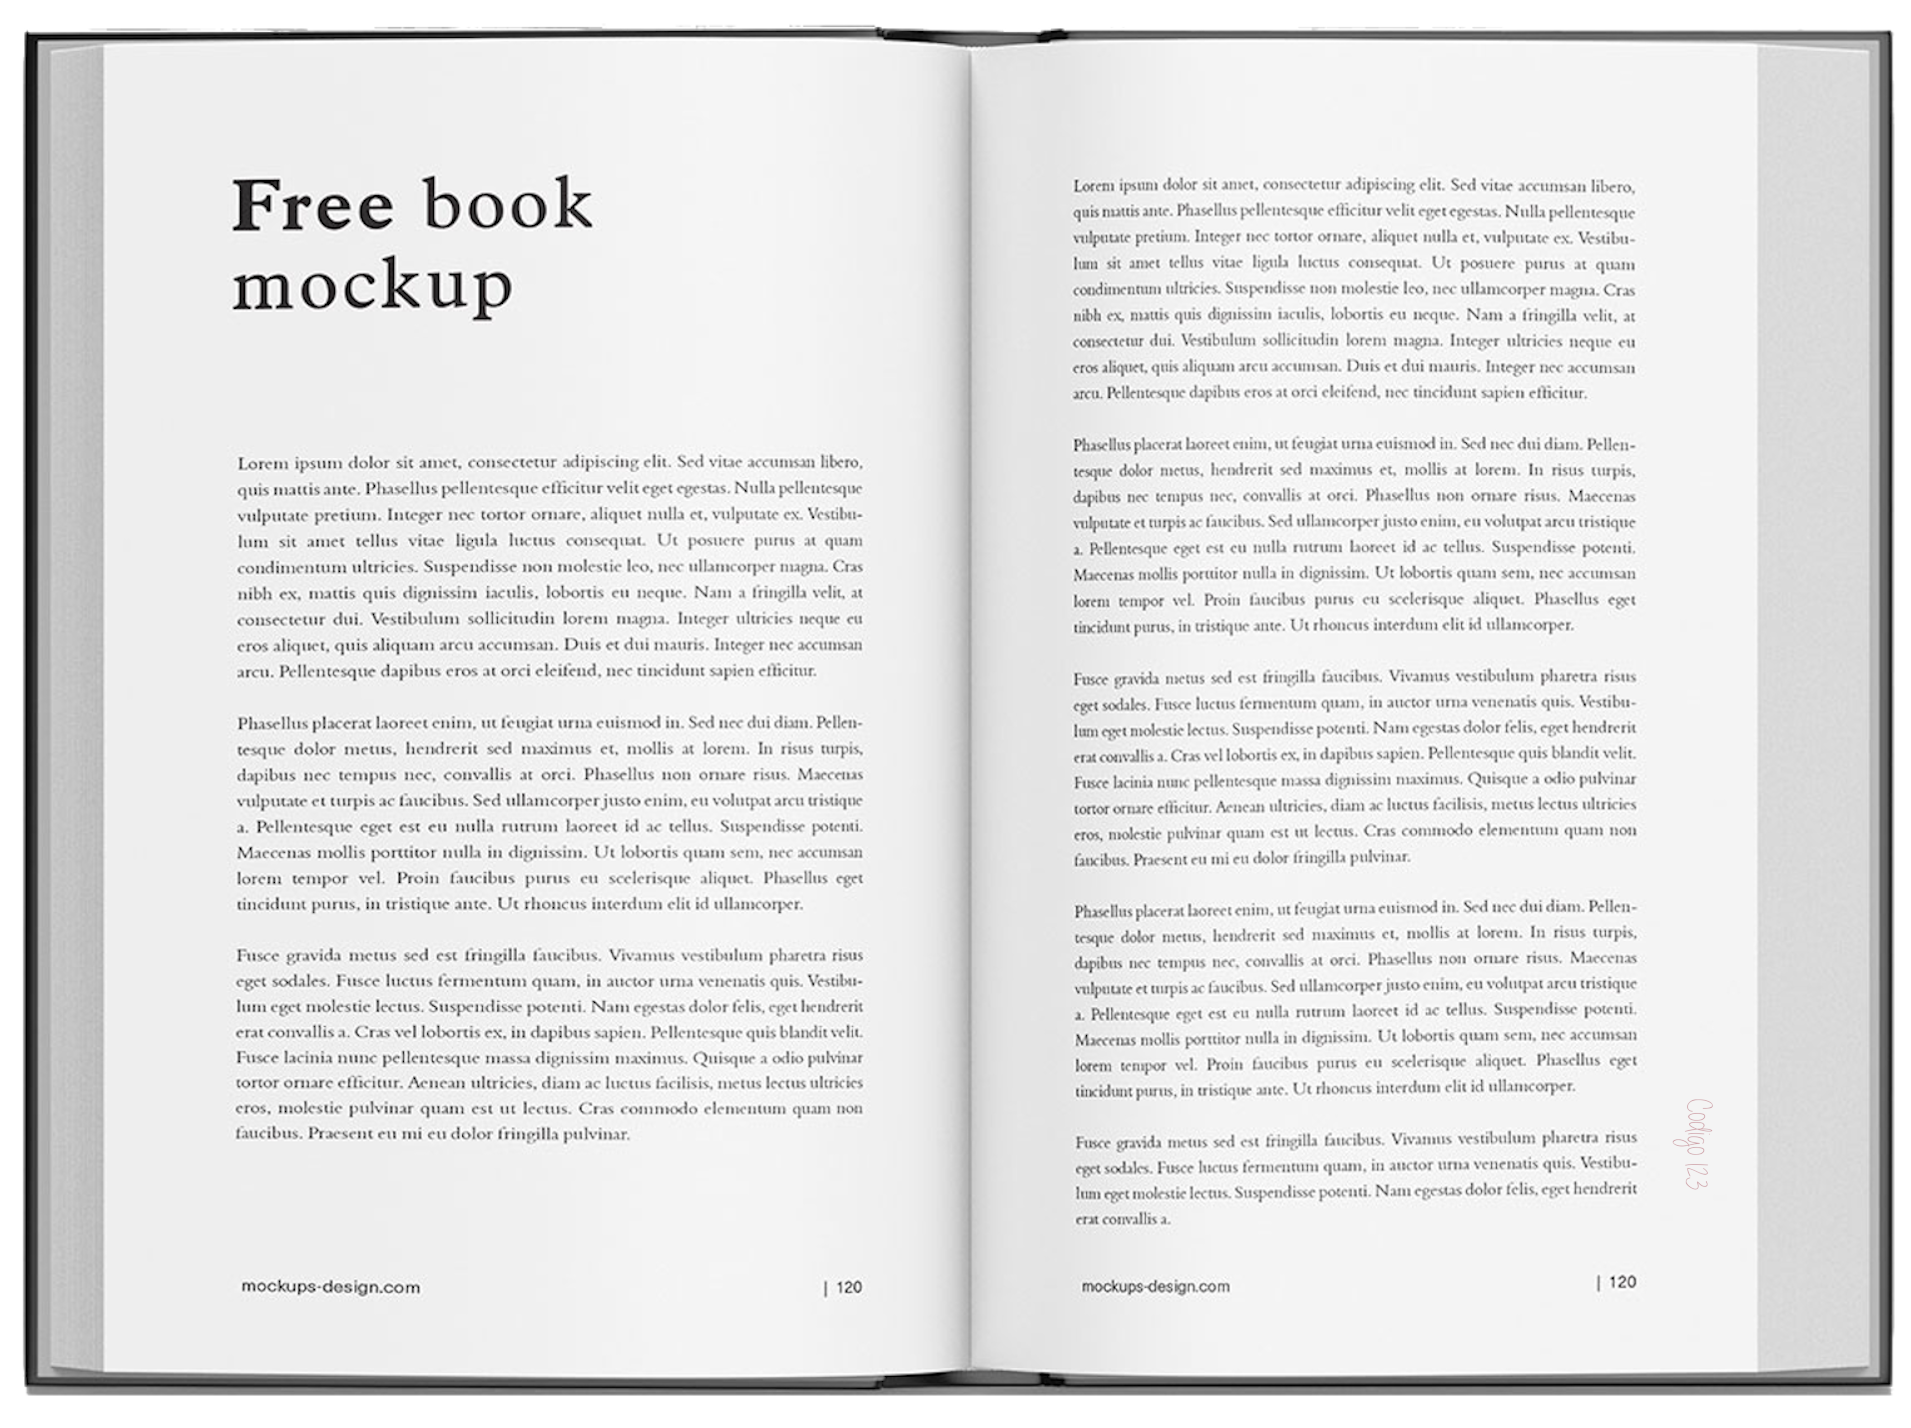 Free book
mockup
Lorem ipsum dolor sit amet, consectetur adipiscing elit. Sed vitae accumsan libero,
quis mattis ante. Phasellus pellentesque efficitur velit eget egestas. Nulla pellentesque
vulputate pretium. Integer nec tortor ornare, aliquet nulla et, vulputate ex. Vestibu-
lum sit amet tellus vitae ligula luctus consequat. Ut posuere purus at quam
condimentum ultricies. Suspendisse non molestie leo, nec ullamcorper magna. Cras
nibh ex, mattis quis dignissim iaculis, lobortis eu neque. Nam a fringilla velit, at
consectetur dui. Vestibulum sollicitudin lorem magna. Integer ultricies neque eu
eros aliquet, quis aliquam arcu accumsan. Duis et dui mauris. Integer nec accumsan
arcu. Pellentesque dapibus eros at orci eleifend, nec tincidunt sapien efficitur.
Phasellus placerat laoreet enim, ut feugiat urna euismod in. Sed nec dui diam. Pellen-
tesque dolor metus, hendrerit sed maximus et, mollis at lorem. In risus turpis,
dapibus nec tempus nec, convallis at orci. Phasellus non ornare risus. Maecenas
vulputate et turpis ac faucibus. Sed ullamcorper justo enim, eu volutpat arcu tristique
a. Pellentesque eget est eu nulla rutrum laoreet id ac tellus. Suspendisse potenti.
Maecenas mollis porttitor nulla in dignissim. Ut lobortis quam sem, nec accumsan
lorem tempor vel. Proin faucibus purus eu scelerisque aliquet. Phasellus eget
tincidunt purus, in tristique ante. Ut rhoncus interdum elit id ullamcorper.
Fusce gravida metus sed est fringilla faucibus. Vivamus vestibulum pharetra risus
eget sodales. Fusce luctus fermentum quam, in auctor urna venenatis quis. Vestibu-
lum eget molestie lectus. Suspendisse potenti. Nam egestas dolor felis, eget hendrerit
erat convallis a. Cras vel lobortis ex, in dapibus sapien. Pellentesque quis blandit velit.
Fusce lacinia nunc pellentesque massa dignissim maximus. Quisque a odio pulvinar
tortor ornare efficitur. Aenean ultricies, diam ac luctus facilisis, metus lectus ultricies
eros, molestie pulvinar quam est ut lectus. Cras commodo elementum quam non
faucibus. Praesent eu mi eu dolor fringilla pulvinar.
mockups-design.com | 120
Lorem ipsum dolor sit amet, consectetur adipiscing elit. Sed vitae accumsan libero,
quis mattis ante. Phasellus pellentesque efficitur velit eget egestas. Nulla pellentesque
vulputate pretium. Integer nec tortor ornare, aliquet nulla et, vulputate ex. Vestibu-
lum sit amet tellus vitae ligula luctus consequat. Ut posuere purus at quam
condimentum ultricies. Suspendisse non molestie leo, nec ullamcorper magna. Cras
nibh ex, mattis quis dignissim iaculis, lobortis eu neque. Nam a fringilla velit, at
consectetur dui. Vestibulum sollicitudin lorem magna. Integer ultricies neque eu
eros aliquet, quis aliquam arcu accumsan. Duis et dui mauris. Integer nec accumsan
arcu. Pellentesque dapibus eros at orci eleifend, nec tincidunt sapien efficitur.
Phasellus placerat laoreet enim, ut feugiat urna euismod in. Sed nec dui diam. Pellen-
tesque dolor metus, hendrerit sed maximus et, mollis at lorem. In risus turpis,
dapibus nec tempus nec, convallis at orci. Phasellus non ornare risus. Maecenas
vulputate et turpis ac faucibus. Sed ullamcorper justo enim, eu volutpat arcu tristique
a. Pellentesque eget est eu nulla rutrum laoreet id ac tellus. Suspendisse potenti.
Maecenas mollis porttitor nulla in dignissim. Ut lobortis quam sem, nec accumsan
lorem tempor vel. Proin faucibus purus eu scelerisque aliquet. Phasellus eget
tincidunt purus, in tristique ante. Ut rhoncus interdum elit id ullamcorper.
Fusce gravida metus sed est fringilla faucibus. Vivamus vestibulum pharetra risus
eget sodales. Fusce luctus fermentum quam, in auctor urna venenatis quis. Vestibu-
lum eget molestie lectus. Suspendisse potenti. Nam egestas dolor felis, eget hendrerit
erat convallis a. Cras vel lobortis ex, in dapibus sapien. Pellentesque quis blandit velit.
Fusce lacinia nunc pellentesque massa dignissim maximus. Quisque a odio pulvinar
tortor ornare efficitur. Aenean ultricies, diam ac luctus facilisis, metus lectus ultricies
eros, molestie pulvinar quam est ut lectus. Cras commodo elementum quam non
faucibus. Praesent eu mi eu dolor fringilla pulvinar.
Phasellus placerat laoreet enim, ut feugiat urna euismod in. Sed nec dui diam. Pellen-
tesque dolor metus, hendrerit sed maximus et, mollis at lorem. In risus turpis,
dapibus nec tempus nec, convallis at orci. Phasellus non ornare risus. Maecenas
vulputate et turpis ac faucibus. Sed ullamcorper justo enim, eu volutpat arcu tristique
a. Pellentesque eget est eu nulla rutrum laoreet id ac tellus. Suspendisse potenti.
Maecenas mollis porttitor nulla in dignissim. Ut lobortis quam sem, nec accumsan
lorem tempor vel. Proin faucibus purus eu scelerisque aliquet. Phasellus eget
tincidunt purus, in tristique ante. Ut rhoncus interdum elit id ullamcorper.
Fusce gravida metus sed est fringilla faucibus. Vivamus vestibulum pharetra risus
eget sodales. Fusce luctus fermentum quam, in auctor urna venenatis quis. Vestibu-
lum eget molestie lectus. Suspendisse potenti. Nam egestas dolor felis, eget hendrerit
erat convallis a.
Codigo 123
mockups-design.com | 120